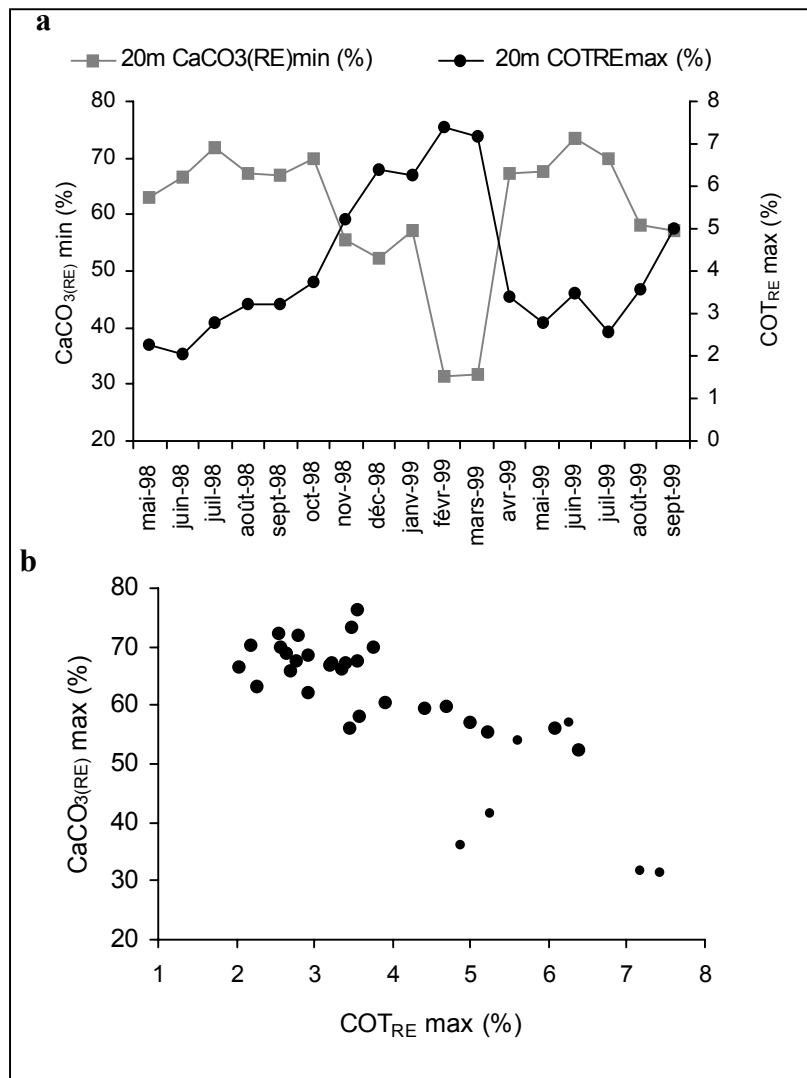 a
20m CaCO3(RE)min (%) 20m COTREmax (%)
80 8
70 7
60 6
50 5
40 4
30 3
20 2
1
0
CaCO3(RE) min (%)
COTRE max (%)
mai-98
juin-98
juil-98
août-98
sept-98
oct-98
nov-98
déc-98
janv-99
févr-99
mars-99
avr-99
mai-99
juin-99
juil-99
août-99
sept-99
b
80
70
60
50
40
30
20
CaCO3(RE) max (%)
1 2 3 4 5 6 7 8
COTRE max (%)